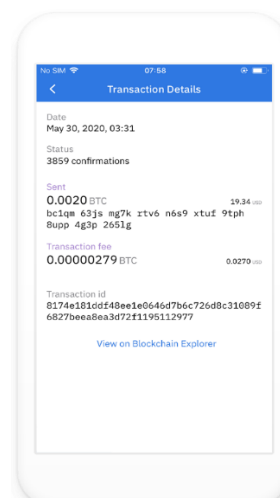 No SIM 07:58
Transaction Details
Date
May 30, 2020, 03:31
Status
3859 confirmations
Sent
0.0020 BTC 19.34 USD
bc1qm 63js mg7k rtv6 n6s9 xtuf 9tph
8upp 4g3p 265lg
Transaction fee
0.00000279 BTC 0.0270 USD
Transaction id
8174e181ddf48ee1e0646d7b6c726d8c31089f
6827beea8ea3d72f1195112977
View on Blockchain Explorer